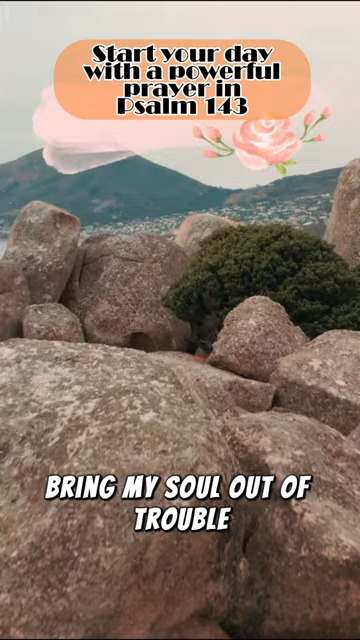 Start your day
with a powerful
prayer in
Psalm 143
BRING MY SOUL OUT OF
TROUBLE